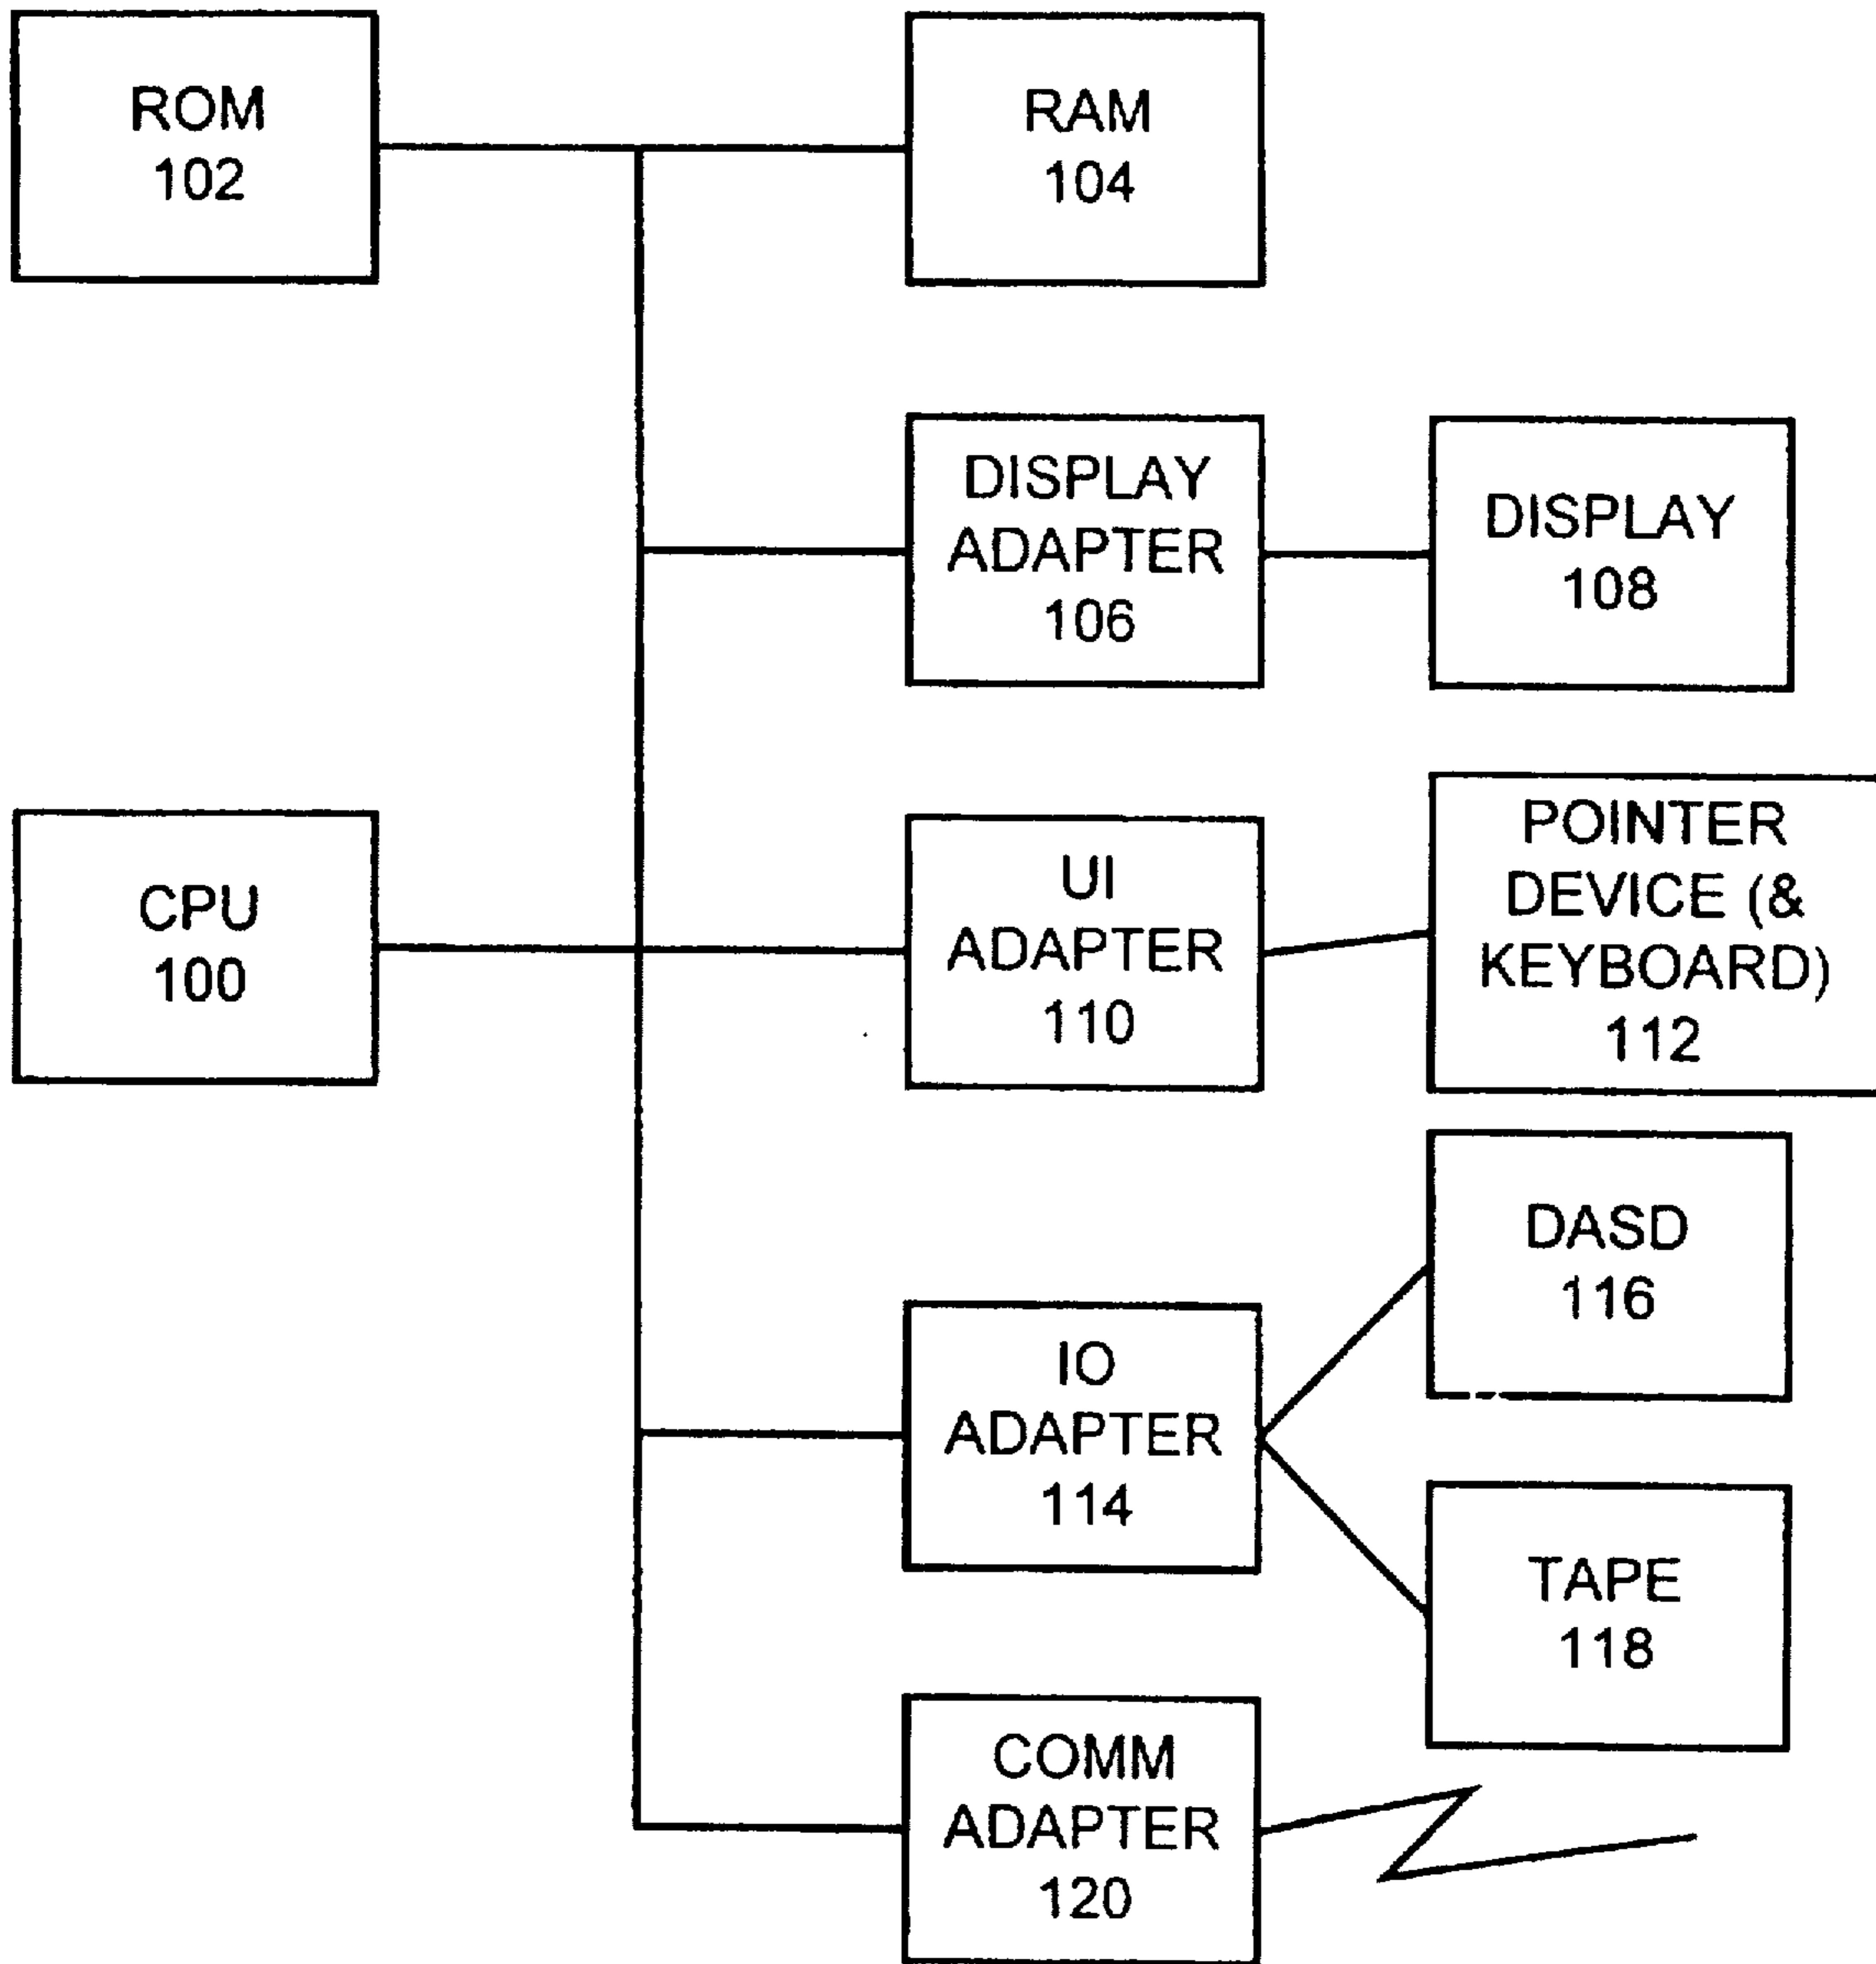 ROM
102
RAM
104
DISPLAY
ADAPTER
106
DISPLAY
108
CPU
100
UI
ADAPTER
110
POINTER
DEVICE (&
KEYBOARD)
112
IO
ADAPTER
114
DASD
116
TAPE
118
COMM
ADAPTER
120